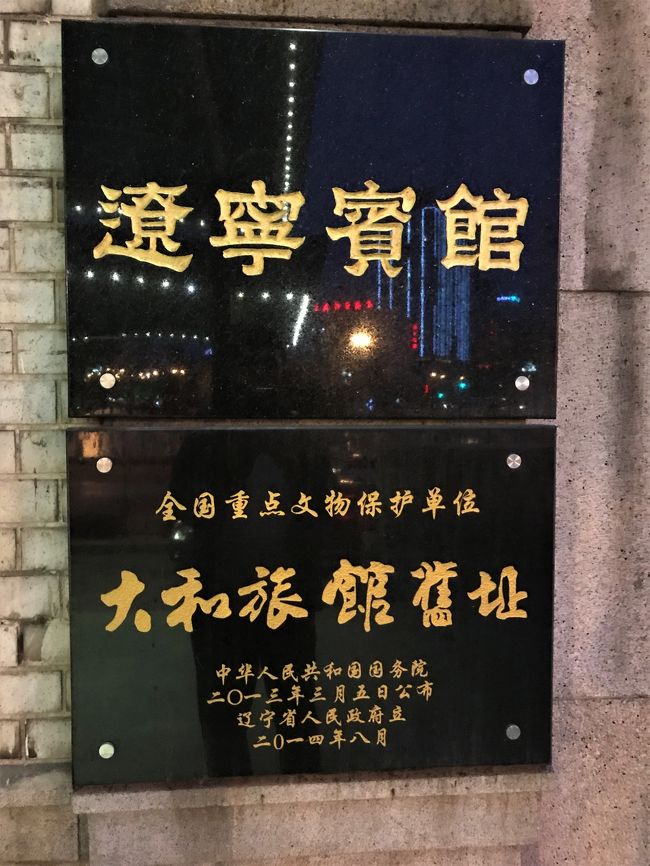 遼寧賓館
全国重点文物保护单位
大和旅館舊址
中华人民共和国国务院
二〇一三年三月五日公布
辽宁省人民政府立
二〇一四年八月